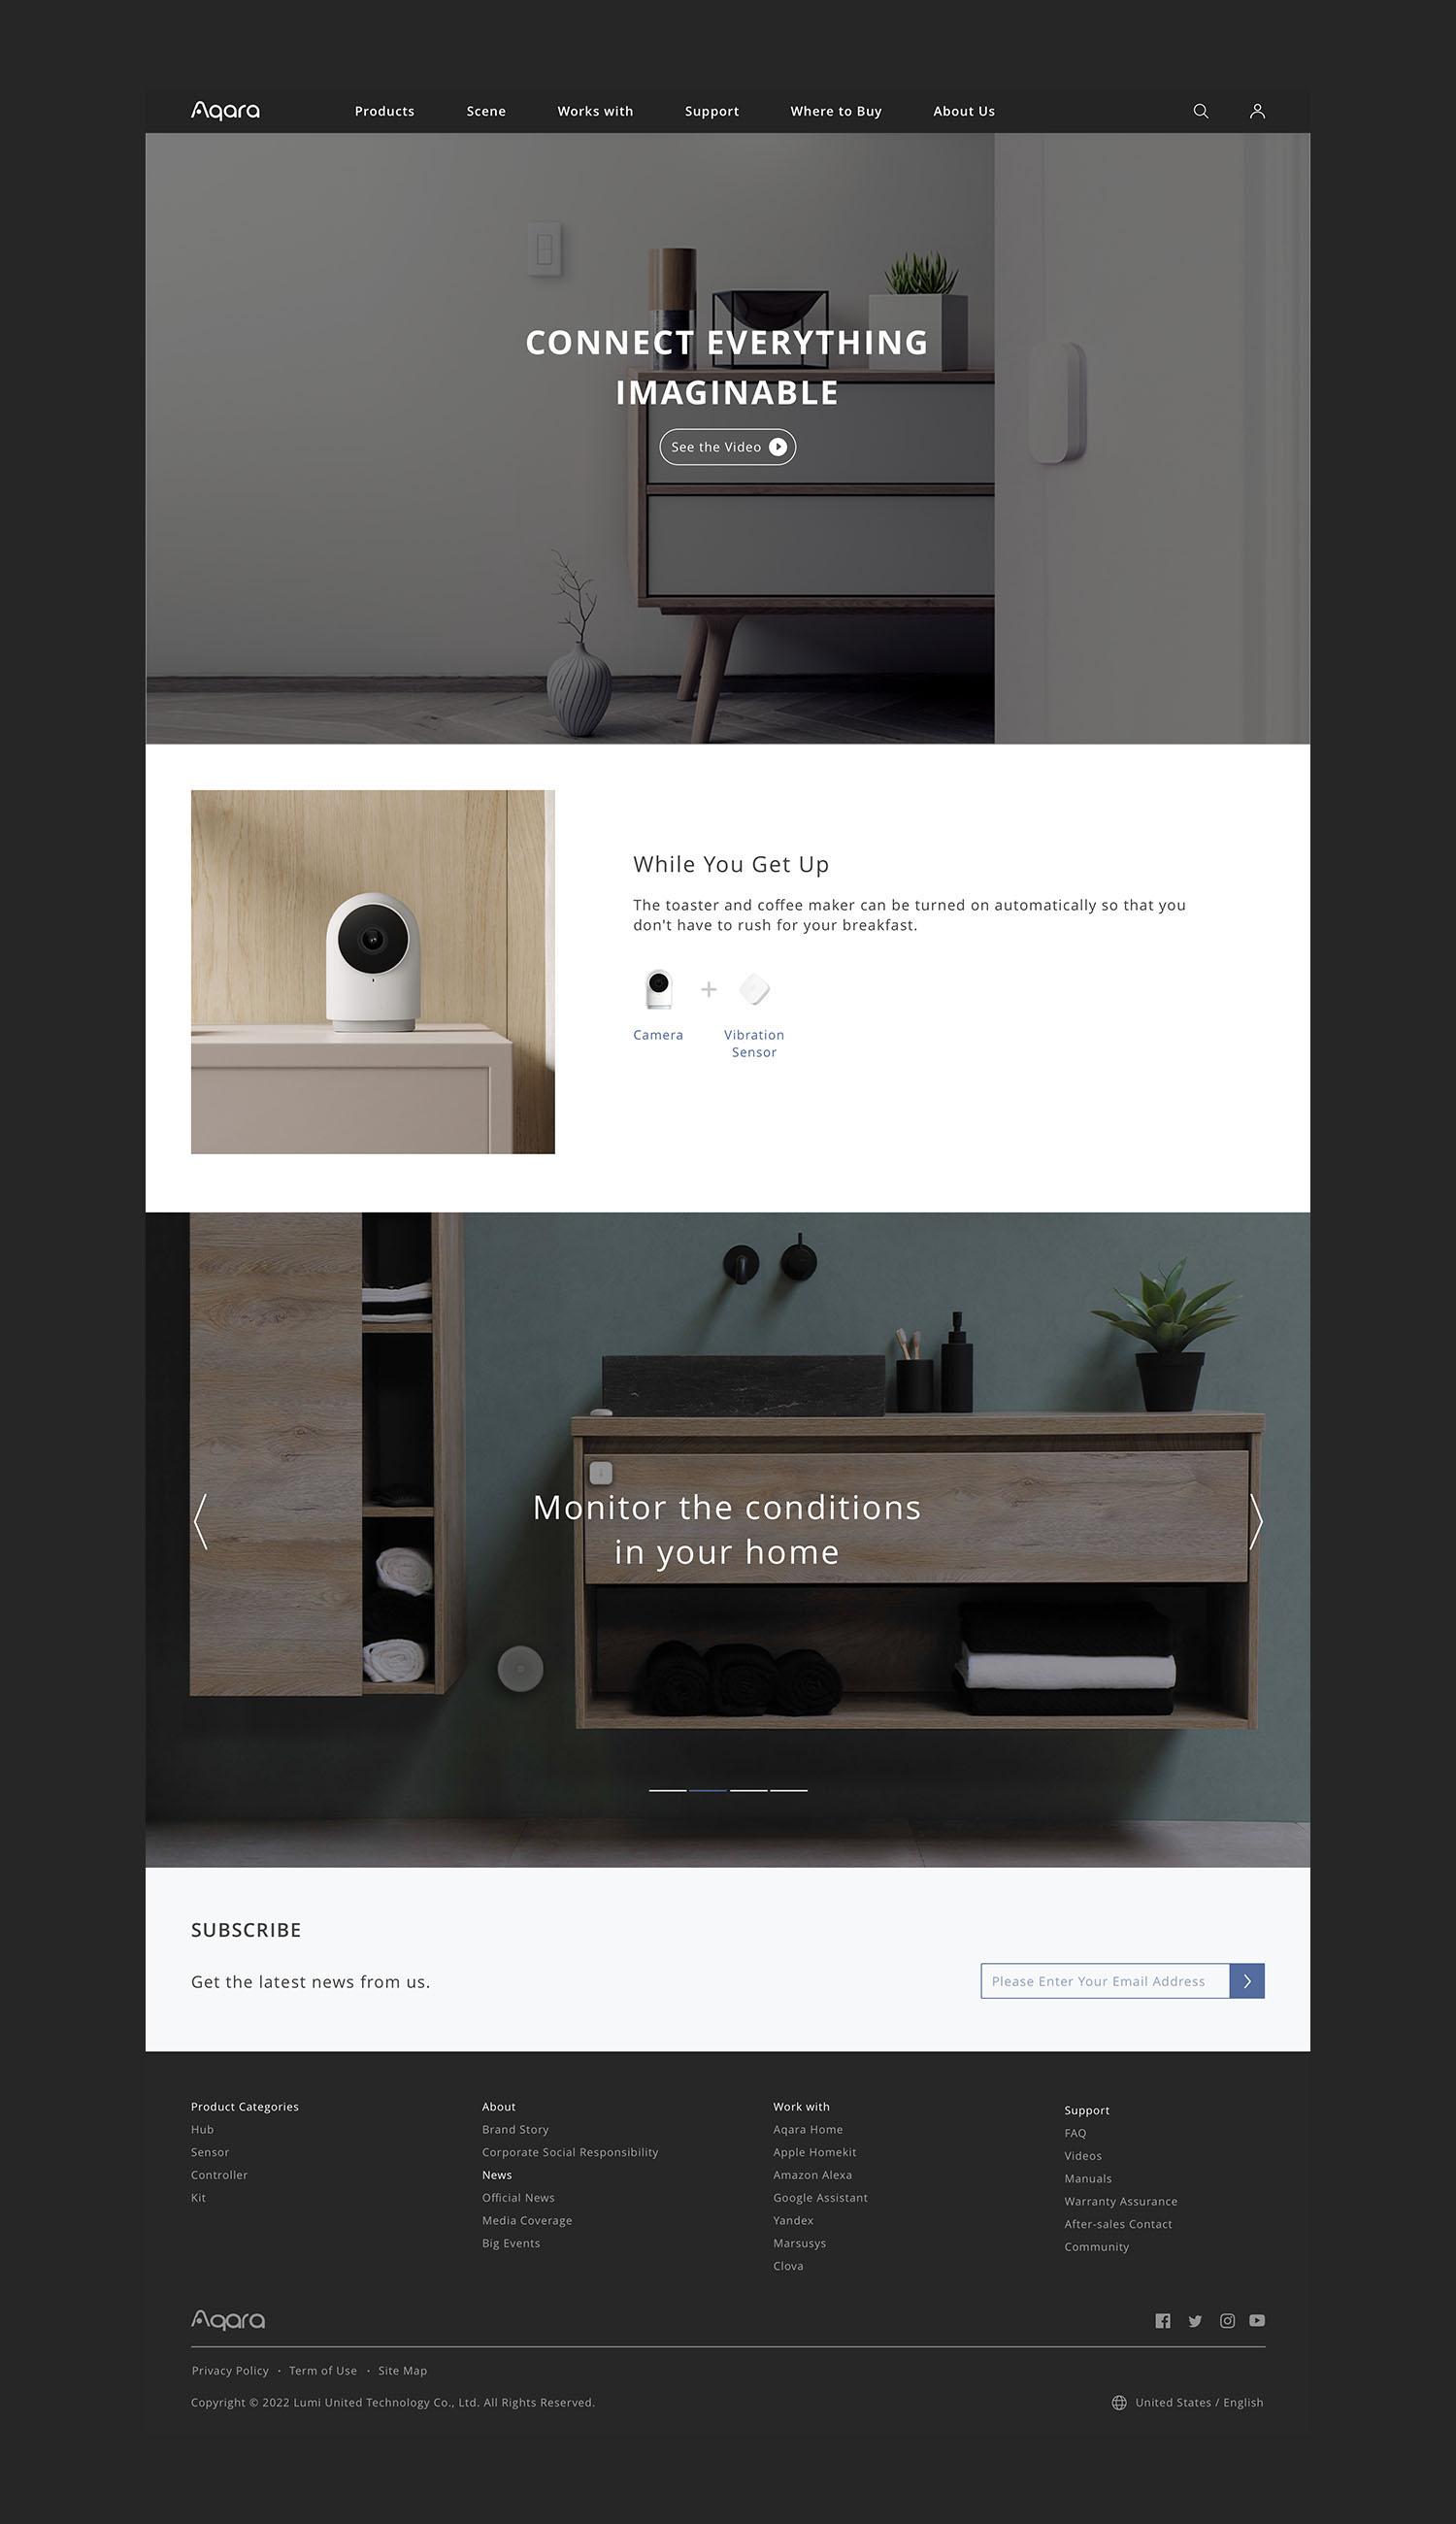 Aqara
Products
Scene
Works with
Support
Where to Buy
About Us
CONNECT EVERYTHING
IMAGINABLE
See the Video
While You Get Up
The toaster and coffee maker can be turned on automatically so that you
don't have to rush for your breakfast.
Camera
Vibration
Sensor
Monitor the conditions
in your home
SUBSCRIBE
Get the latest news from us.
Please Enter Your Email Address
Product Categories
Hub
Sensor
Controller
Kit
About
Brand Story
Corporate Social Responsibility
News
Official News
Media Coverage
Big Events
Work with
Aqara Home
Apple Homekit
Amazon Alexa
Google Assistant
Yandex
Marsusys
Clova
Support
FAQ
Videos
Manuals
Warranty Assurance
After-sales Contact
Community
Aqara
Privacy Policy · Term of Use · Site Map
Copyright © 2022 Lumi United Technology Co., Ltd. All Rights Reserved.
United States / English